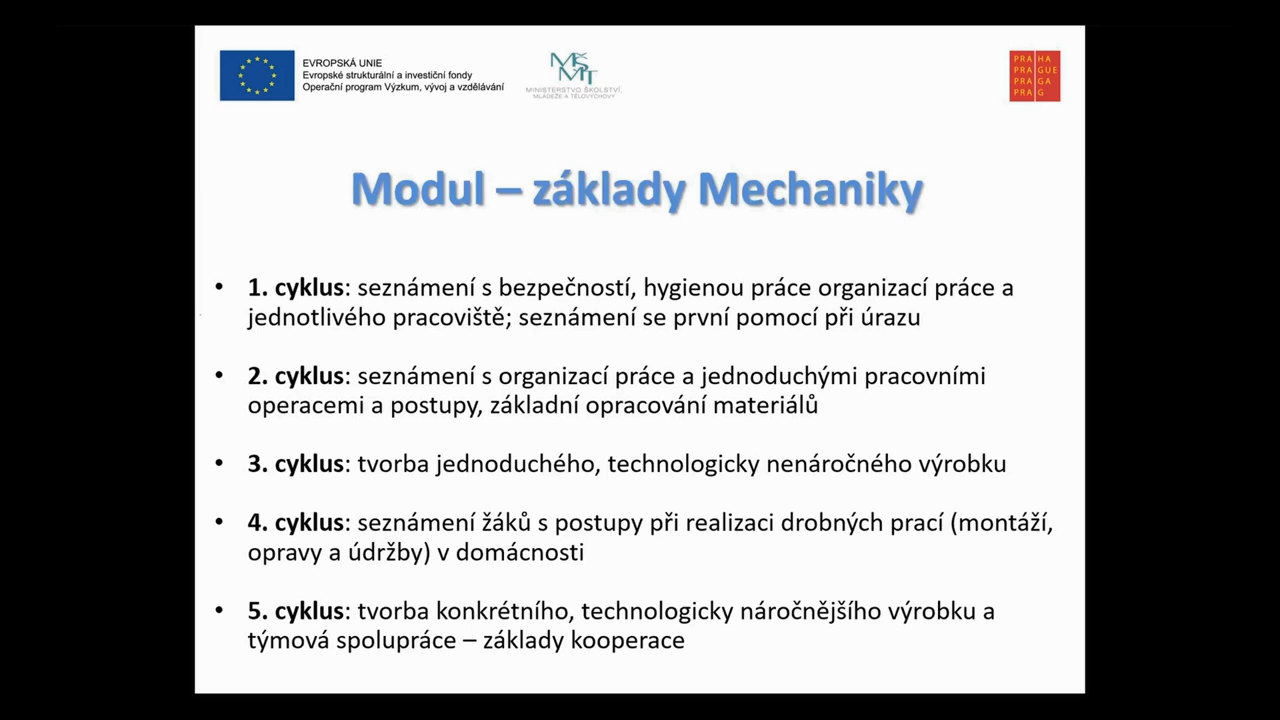 EVROPSKÁ UNIE
Evropské strukturální a investiční fondy
Operační program Výzkum, vývoj a vzdělávání
MŠMT
MINISTERSTVO ŠKOLSTVÍ,
MLÁDEŽE A TĚLOVÝCHOVY
PRA HA
PRA GUE
PRA GA
PRA G
Modul – základy Mechaniky
• 1. cyklus: seznámení s bezpečností, hygienou práce organizací práce a
jednotlivého pracoviště; seznámení se první pomocí při úrazu
• 2. cyklus: seznámení s organizací práce a jednoduchými pracovními
operacemi a postupy, základní opracování materiálů
• 3. cyklus: tvorba jednoduchého, technologicky nenáročného výrobku
• 4. cyklus: seznámení žáků s postupy při realizaci drobných prací (montáží,
opravy a údržby) v domácnosti
• 5. cyklus: tvorba konkrétního, technologicky náročnějšího výrobku a
týmová spolupráce – základy kooperace